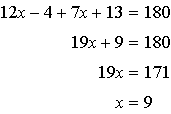 12x − 4 + 7x + 13 = 180
19x + 9 = 180
19x = 171
x = 9